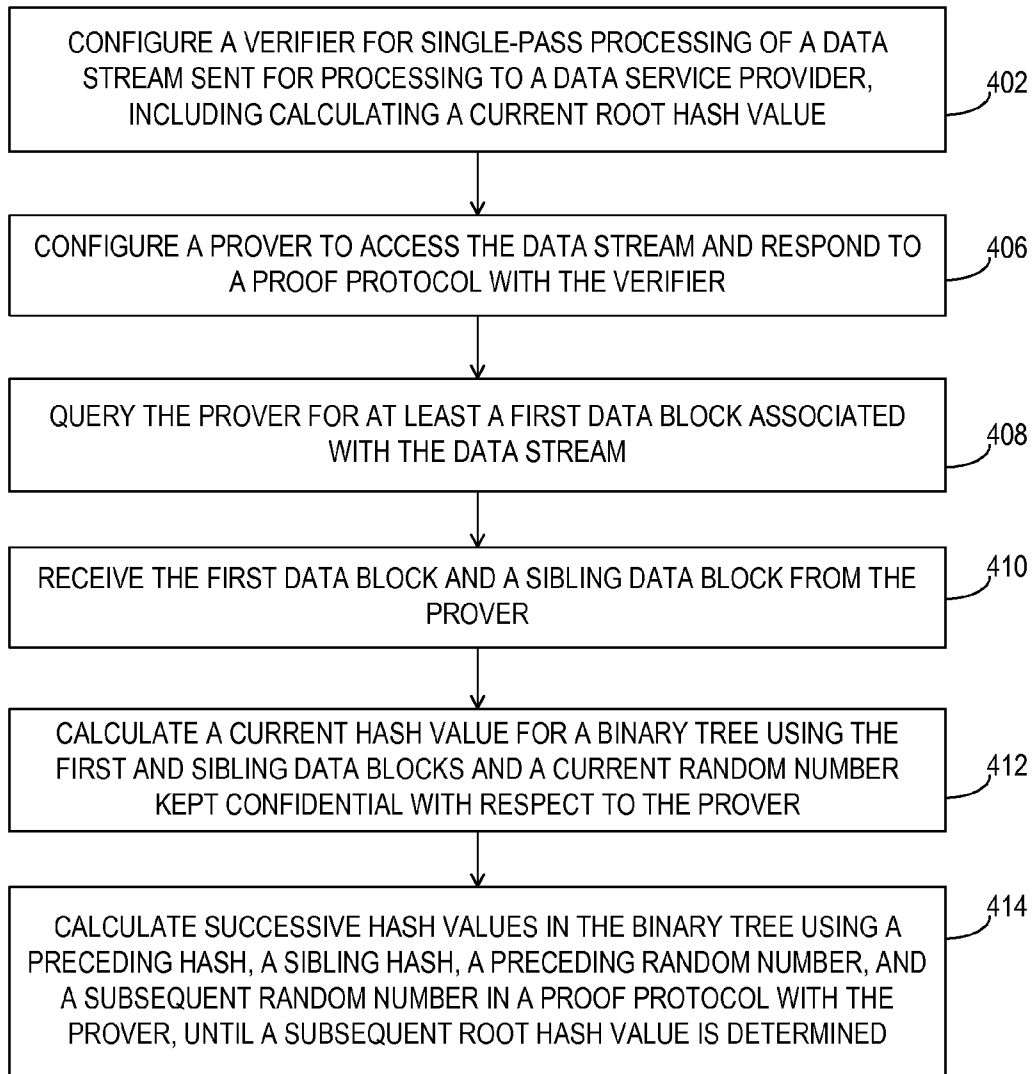 CONFIGURE A VERIFIER FOR SINGLE-PASS PROCESSING OF A DATA
STREAM SENT FOR PROCESSING TO A DATA SERVICE PROVIDER,
INCLUDING CALCULATING A CURRENT ROOT HASH VALUE
402
CONFIGURE A PROVER TO ACCESS THE DATA STREAM AND RESPOND TO
A PROOF PROTOCOL WITH THE VERIFIER
406
QUERY THE PROVER FOR AT LEAST A FIRST DATA BLOCK ASSOCIATED
WITH THE DATA STREAM
408
RECEIVE THE FIRST DATA BLOCK AND A SIBLING DATA BLOCK FROM THE
PROVER
410
CALCULATE A CURRENT HASH VALUE FOR A BINARY TREE USING THE
FIRST AND SIBLING DATA BLOCKS AND A CURRENT RANDOM NUMBER
KEPT CONFIDENTIAL WITH RESPECT TO THE PROVER
412
CALCULATE SUCCESSIVE HASH VALUES IN THE BINARY TREE USING A
PRECEDING HASH, A SIBLING HASH, A PRECEDING RANDOM NUMBER, AND
A SUBSEQUENT RANDOM NUMBER IN A PROOF PROTOCOL WITH THE
PROVER, UNTIL A SUBSEQUENT ROOT HASH VALUE IS DETERMINED
414